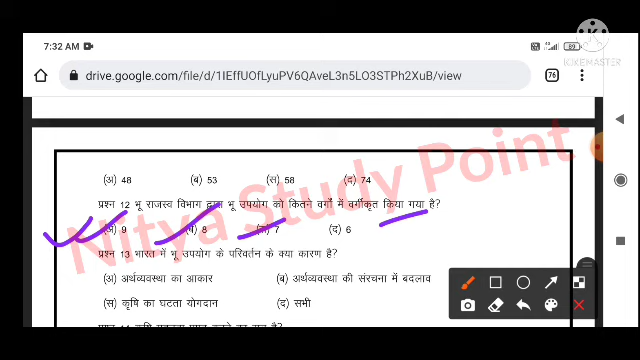 7:32 AM
KINEMASTER
drive.google.com/file/d/1IEffUOfLyuPV6QAveL3n5LO3STPh2XuB/view
76
(अ) 48 (ब) 53 (स) 58 (द) 74
प्रश्न 12 भू राजस्व विभाग द्वारा भू उपयोग को कितने वर्गों में वर्गीकृत किया गया है?
(अ) 9 (ब) 8 (स) 7 (द) 6
प्रश्न 13 भारत में भू उपयोग के परिवर्तन के क्या कारण है?
(अ) अर्थव्यवस्था का आकार (ब) अर्थव्यवस्था की संरचना में बदलाव
(स) कृषि का घटता योगदान (द) सभी
Nitya Study Point